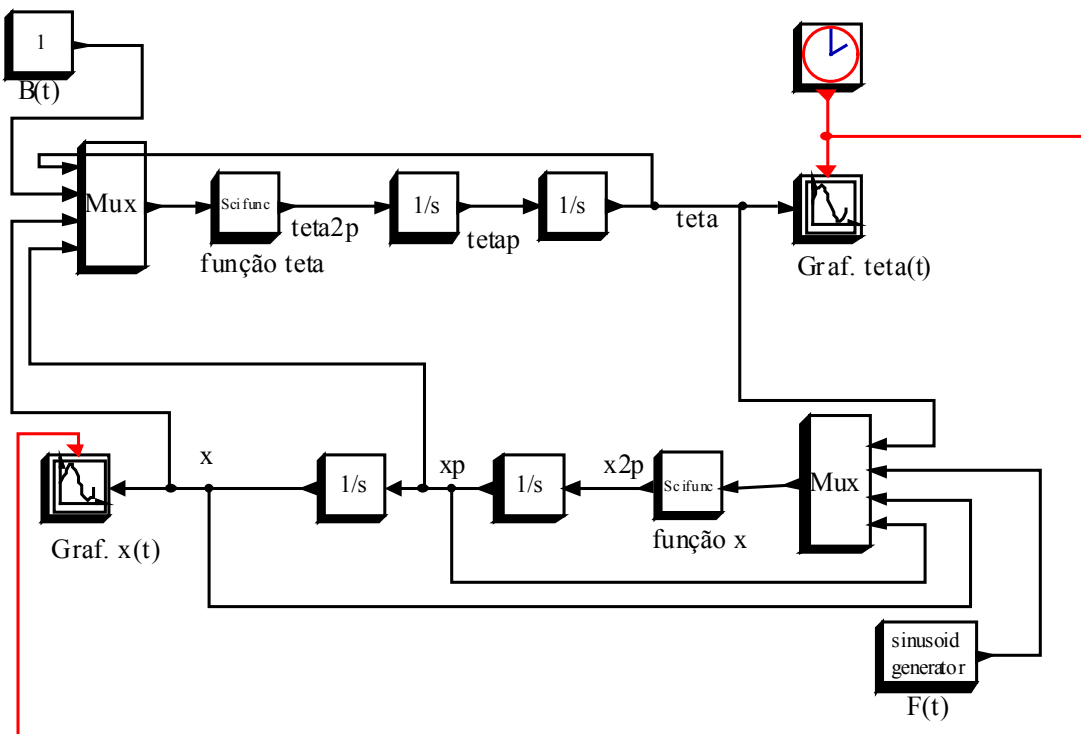 1
B(t)
Mux
Scifunc
teta2p
função teta
1/s
tetap
1/s
teta
Graf. teta(t)
x
1/s
xp
1/s
x2p
Scifunc
função x
Mux
Graf. x(t)
sinusoid
generator
F(t)